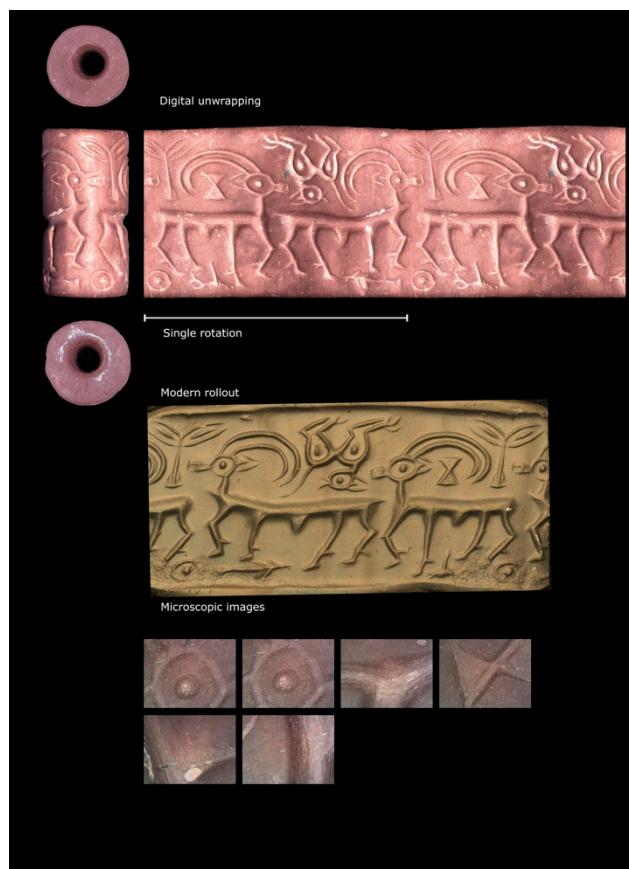 Digital unwrapping
Single rotation
Modern rollout
Microscopic images